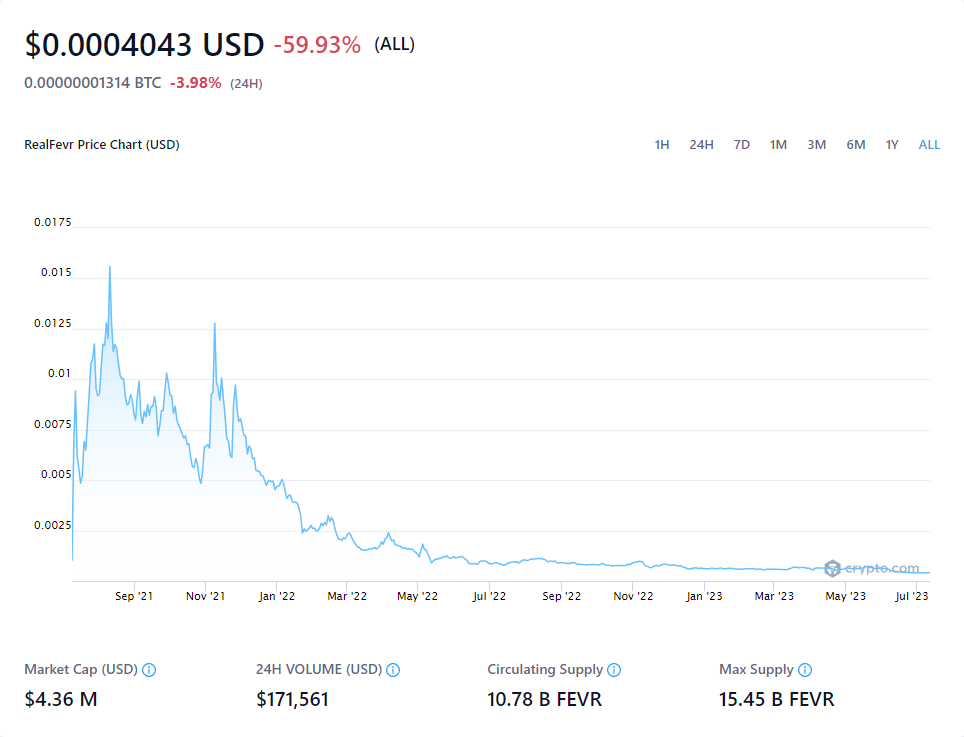 $0.0004043 USD -59.93% (ALL)
0.00000001314 BTC -3.98% (24H)
RealFevr Price Chart (USD) 1H 24H 7D 1M 3M 6M 1Y ALL
0.0175
0.015
0.0125
0.01
0.0075
0.005
0.0025
crypto.com
Sep '21 Nov '21 Jan '22 Mar '22 May '22 Jul '22 Sep '22 Nov '22 Jan '23 Mar '23 May '23 Jul '23
Market Cap (USD) 24H VOLUME (USD) Circulating Supply Max Supply
$4.36 M $171,561 10.78 B FEVR 15.45 B FEVR